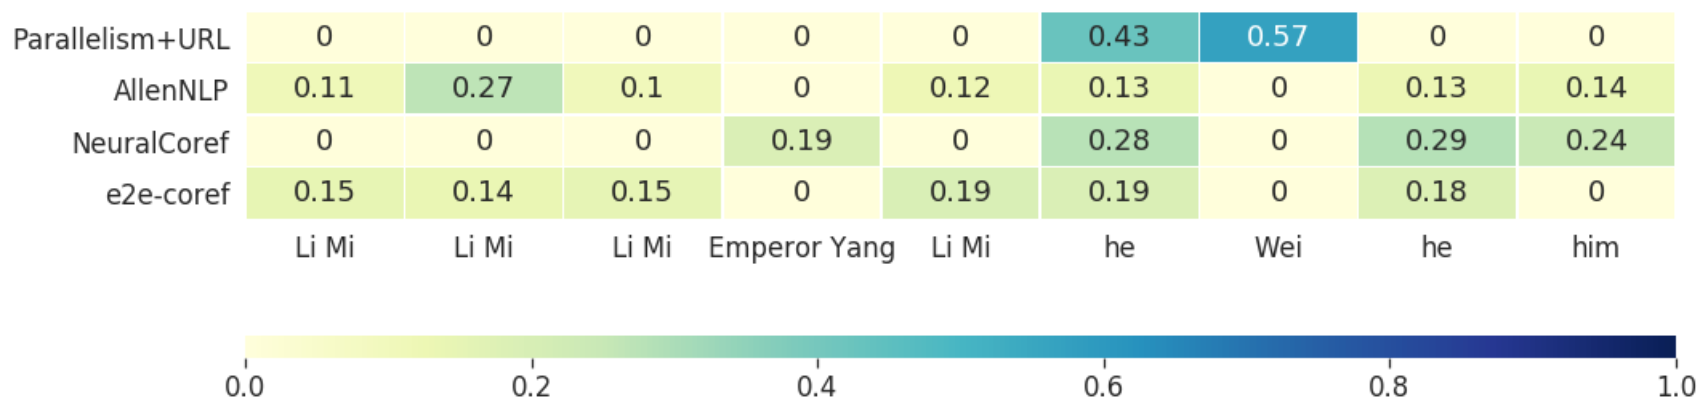 Parallelism+URL 0 0 0 0 0 0.43 0.57 0 0
AllenNLP 0.11 0.27 0.1 0 0.12 0.13 0 0.13 0.14
NeuralCoref 0 0 0 0.19 0 0.28 0 0.29 0.24
e2e-coref 0.15 0.14 0.15 0 0.19 0.19 0 0.18 0
Li Mi Li Mi Li Mi Emperor Yang Li Mi he Wei he him
0.0 0.2 0.4 0.6 0.8 1.0